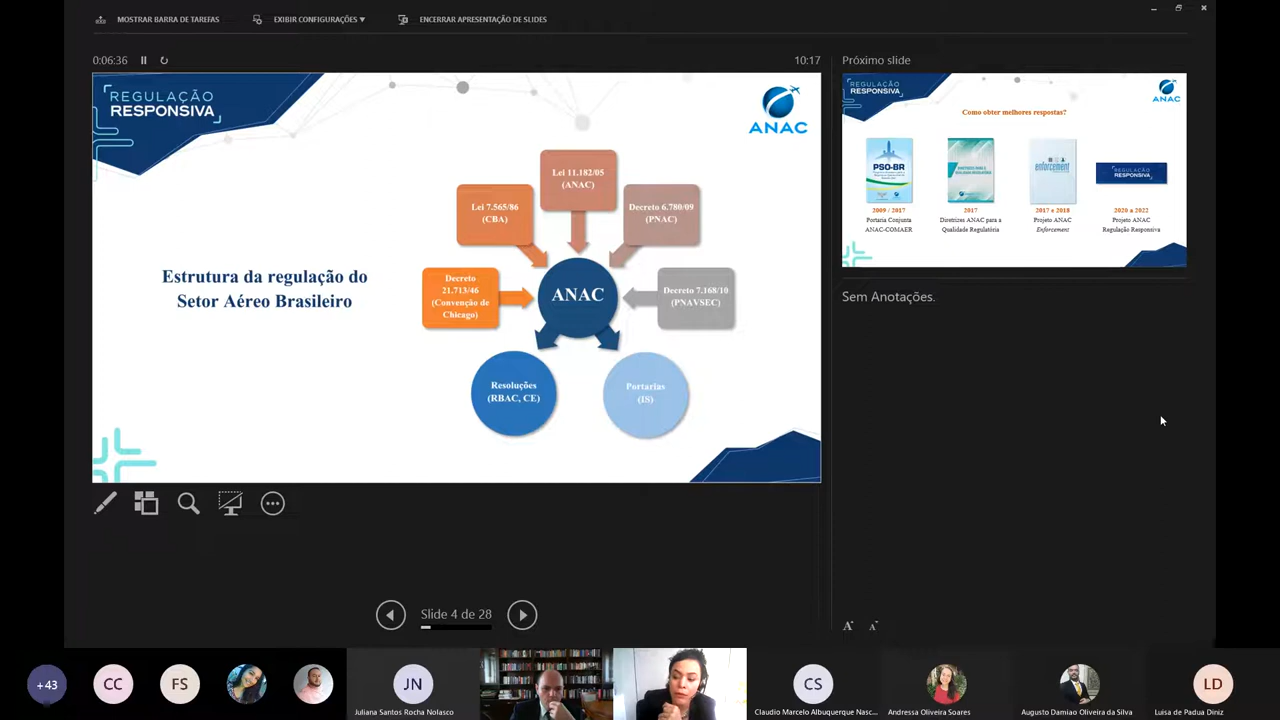 MOSTRAR BARRA DE TAREFAS
EXIBIR CONFIGURAÇÕES ▼
ENCERRAR APRESENTAÇÃO DE SLIDES
0:06:36
10:17
REGULAÇÃO
RESPONSIVA
ANAC
Estrutura da regulação do
Setor Aéreo Brasileiro
Lei 11.182/05
(ANAC)
Lei 7.565/86
(CBA)
Decreto 6.780/09
(PNAC)
Decreto
21.713/46
(Convenção de
Chicago)
ANAC
Decreto 7.168/10
(PNAVSEC)
Resoluções
(RBAC, CE)
Portarias
(IS)
Próximo slide
REGULAÇÃO
RESPONSIVA
ANAC
Como obter melhores respostas?
PSO-BR
enforcement
REGULAÇÃO
RESPONSIVA
2009 / 2017
Portaria Conjunta
ANAC-COMAER
2017
Diretrizes ANAC para a
Qualidade Regulatória
2017 e 2018
Projeto ANAC
Enforcement
2020 a 2022
Projeto ANAC
Regulação Responsiva
Sem Anotações.
Slide 4 de 28
A
A
+43
CC
FS
JN
Juliana Santos Rocha Nolasco
CS
Claudio Marcelo Albuquerque Nasc...
Andressa Oliveira Soares
Augusto Damiao Oliveira da Silva
LD
Luisa de Padua Diniz